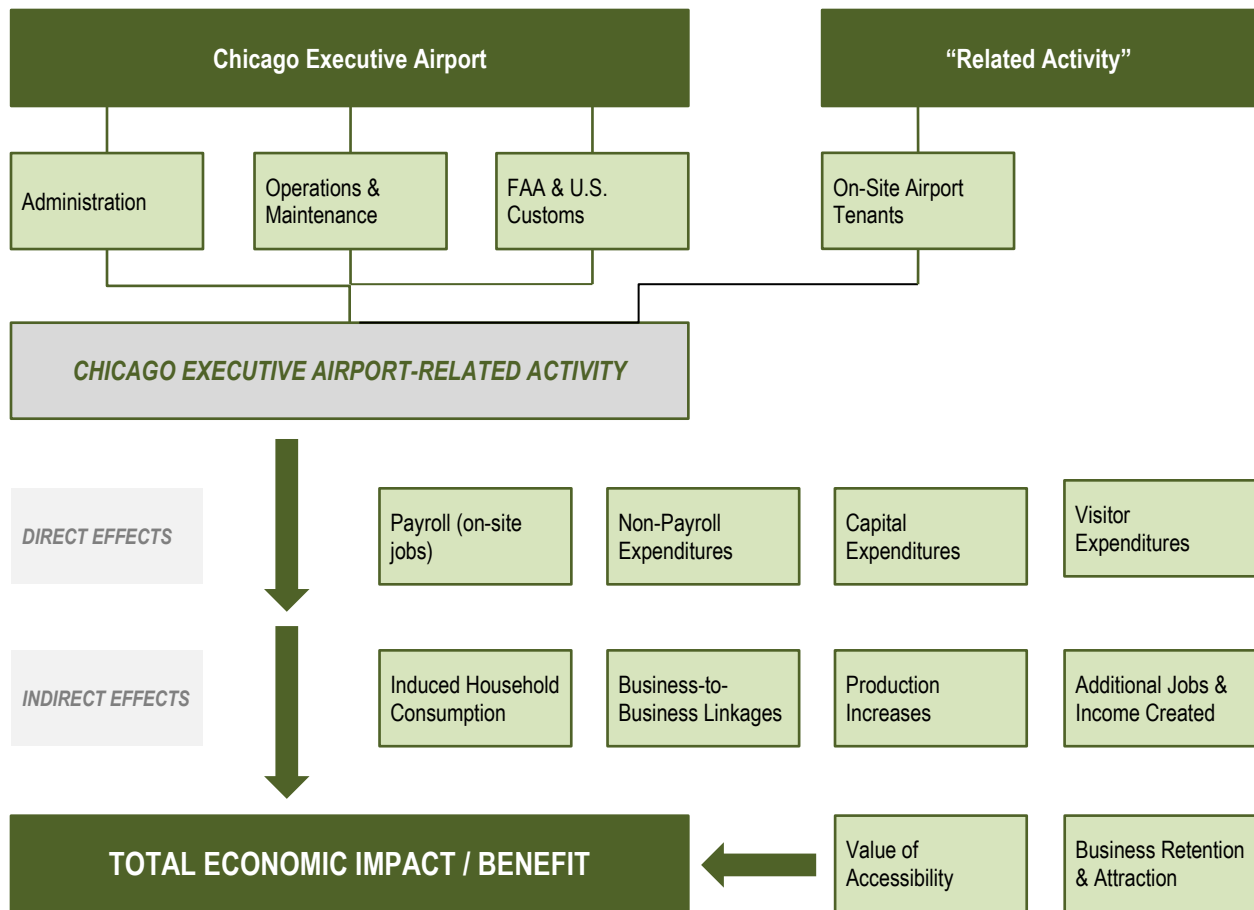 Chicago Executive Airport
“Related Activity”
Administration
Operations &
Maintenance
FAA & U.S.
Customs
On-Site Airport
Tenants
CHICAGO EXECUTIVE AIRPORT-RELATED ACTIVITY
DIRECT EFFECTS
Payroll (on-site
jobs)
Non-Payroll
Expenditures
Capital
Expenditures
Visitor
Expenditures
INDIRECT EFFECTS
Induced Household
Consumption
Business-to-
Business Linkages
Production
Increases
Additional Jobs &
Income Created
TOTAL ECONOMIC IMPACT / BENEFIT
Value of
Accessibility
Business Retention
& Attraction